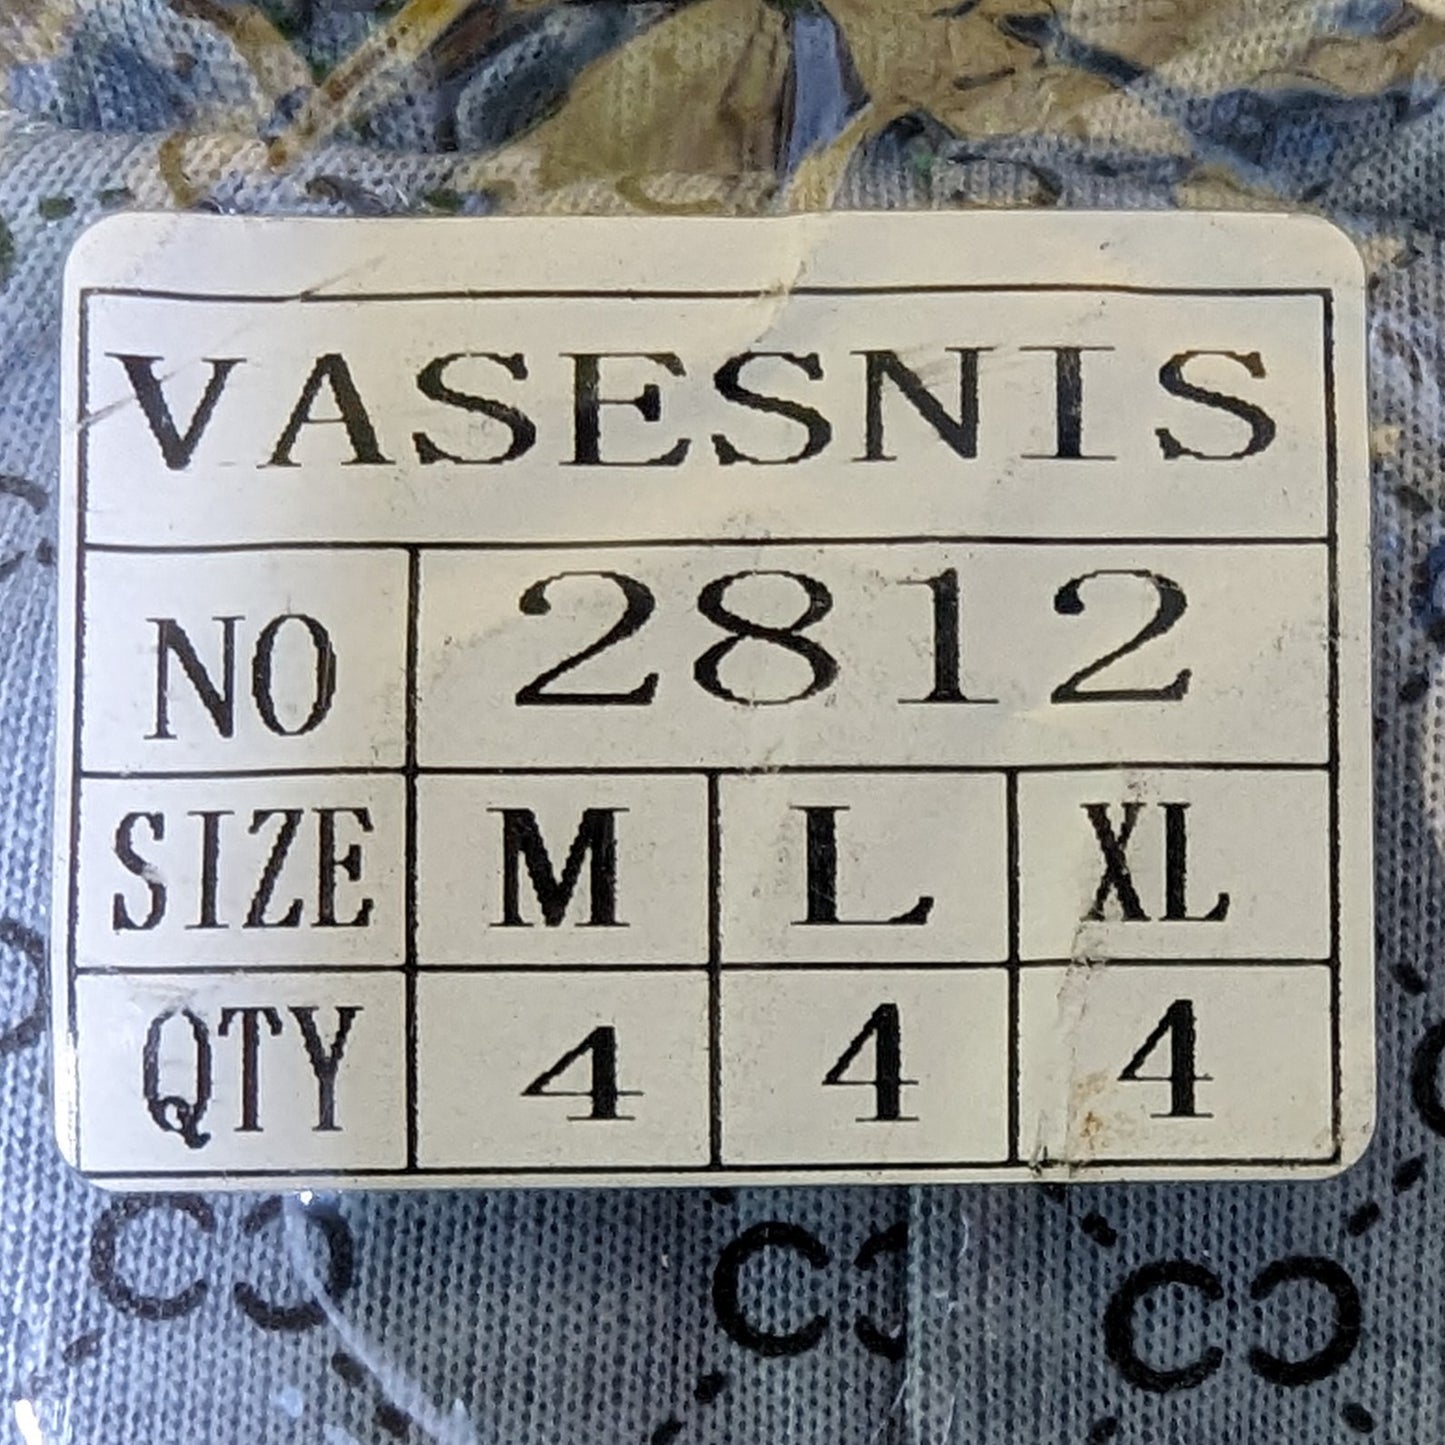 VASESNIS
NO 2812
SIZE M L XL
QTY 4 4 4